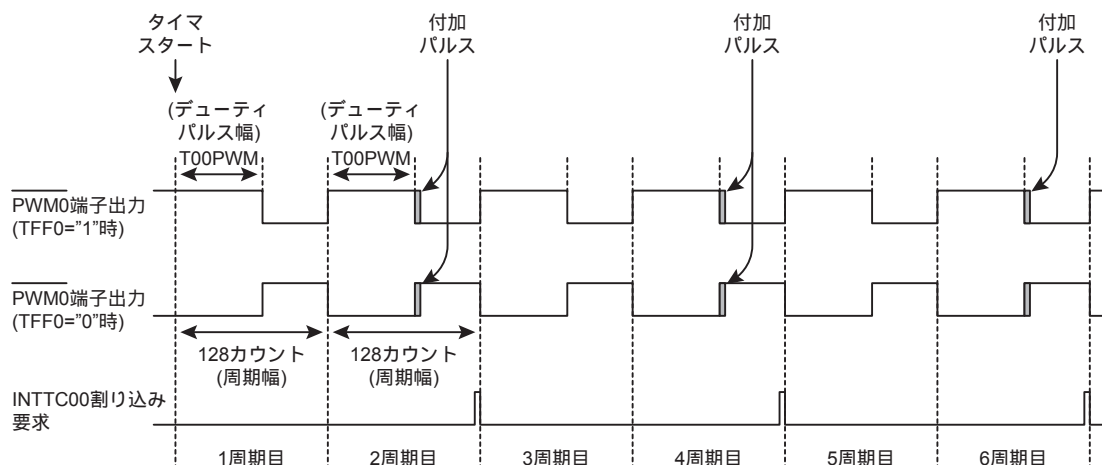 タイマ
スタート
付加
パルス
付加
パルス
付加
パルス
(デューティ
パルス幅)
T00PWM
(デューティ
パルス幅)
T00PWM
PWM0端子出力
(TFF0=”1”時)
PWM0端子出力
(TFF0=”0”時)
128カウント
(周期幅)
128カウント
(周期幅)
INTTC00割り込み
要求
1周期目
2周期目
3周期目
4周期目
5周期目
6周期目